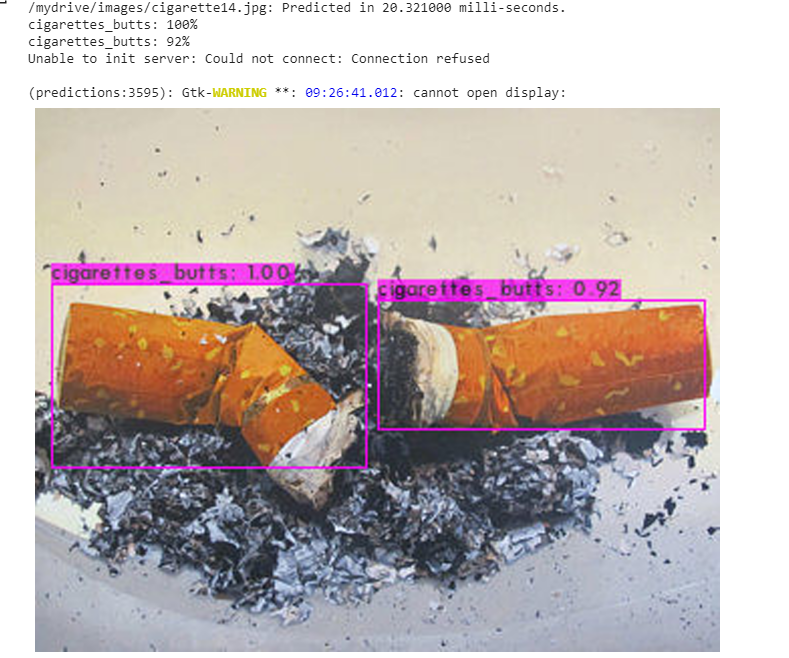 /mydrive/images/cigarette14.jpg: Predicted in 20.321000 milli-seconds.
cigarettes_butts: 100%
cigarettes_butts: 92%
Unable to init server: Could not connect: Connection refused
(predictions:3595): Gtk-WARNING **: 09:26:41.012: cannot open display:
cigarettes_butts: 1.00
cigarettes_butts: 0.92